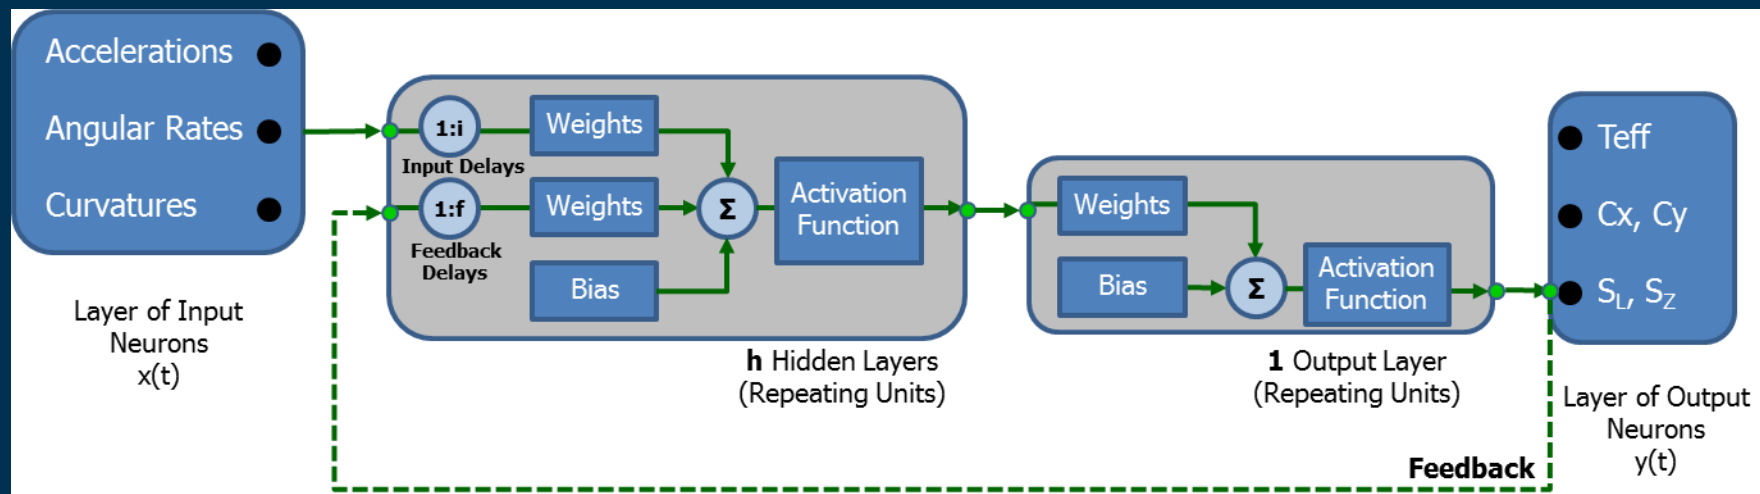 Accelerations
Angular Rates
Curvatures
Layer of Input
Neurons
x(t)
1:i
Input Delays
Weights
1:f
Feedback
Delays
Weights
Bias
Σ
Activation
Function
h Hidden Layers
(Repeating Units)
Weights
Bias
Σ
Activation
Function
1 Output Layer
(Repeating Units)
Teff
Cx, Cy
S_L, S_Z
Layer of Output
Neurons
y(t)
Feedback